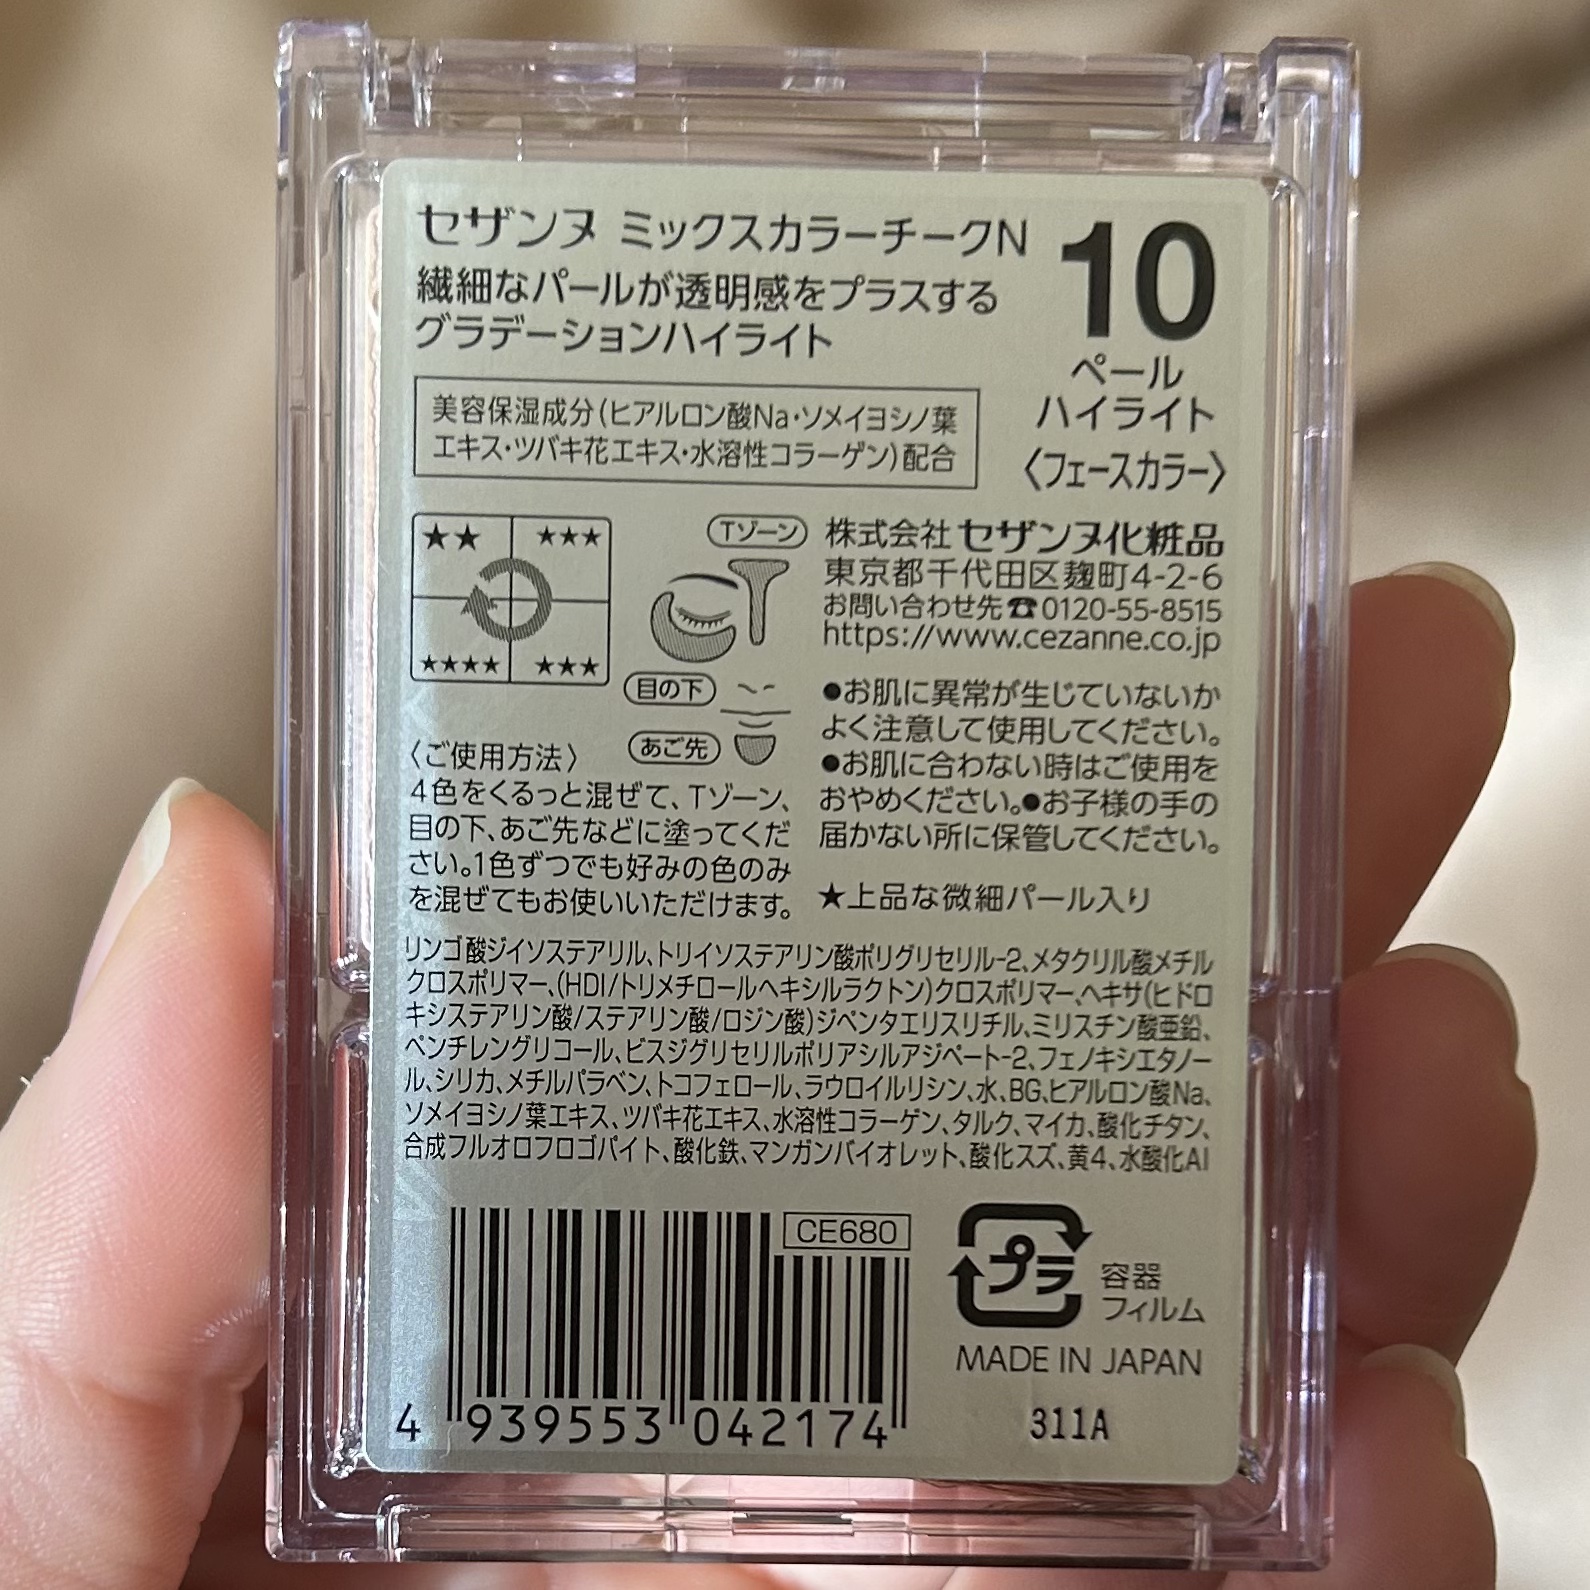 セザンヌ ミックスカラーチークN
繊細なパールが透明感をプラスする
グラデーションハイライト
10
ペール
ハイライト
〈フェースカラー〉
美容保湿成分(ヒアルロン酸Na・ソメイヨシノ葉
エキス・ツバキ花エキス・水溶性コラーゲン)配合
★★ ★★★
★★★★ ★★★
Tゾーン
目の下
あご先
〈ご使用方法〉
4色をくるっと混ぜて、Tゾーン、
目の下、あご先などに塗ってくだ
さい。1色ずつでも好みの色のみ
を混ぜてもお使いいただけます。
株式会社 セザンヌ化粧品
東京都千代田区麹町4-2-6
お問い合わせ先☎0120-55-8515
https://www.cezanne.co.jp
●お肌に異常が生じていないか
よく注意して使用してください。
●お肌に合わない時はご使用を
おやめください。●お子様の手の
届かない所に保管してください。
★上品な微細パール入り
リンゴ酸ジイソステアリル、トリイソステアリン酸ポリグリセリル-2、メタクリル酸メチル
クロスポリマー、(HDI/トリメチロールヘキシルラクトン)クロスポリマー、ヘキサ(ヒドロ
キシステアリン酸/ステアリン酸/ロジン酸)ジペンタエリスリチル、ミリスチン酸亜鉛、
ペンチレングリコール、ビスジグリセリルポリアシルアジペート-2、フェノキシエタノー
ル、シリカ、メチルパラベン、トコフェロール、ラウロイルリシン、水、BG、ヒアルロン酸Na、
ソメイヨシノ葉エキス、ツバキ花エキス、水溶性コラーゲン、タルク、マイカ、酸化チタン、
合成フルオロフロゴパイト、酸化鉄、マンガンバイオレット、酸化スズ、黄4、水酸化Al
CE680
4 939553 042174
プラ
容器
フィルム
MADE IN JAPAN
311A